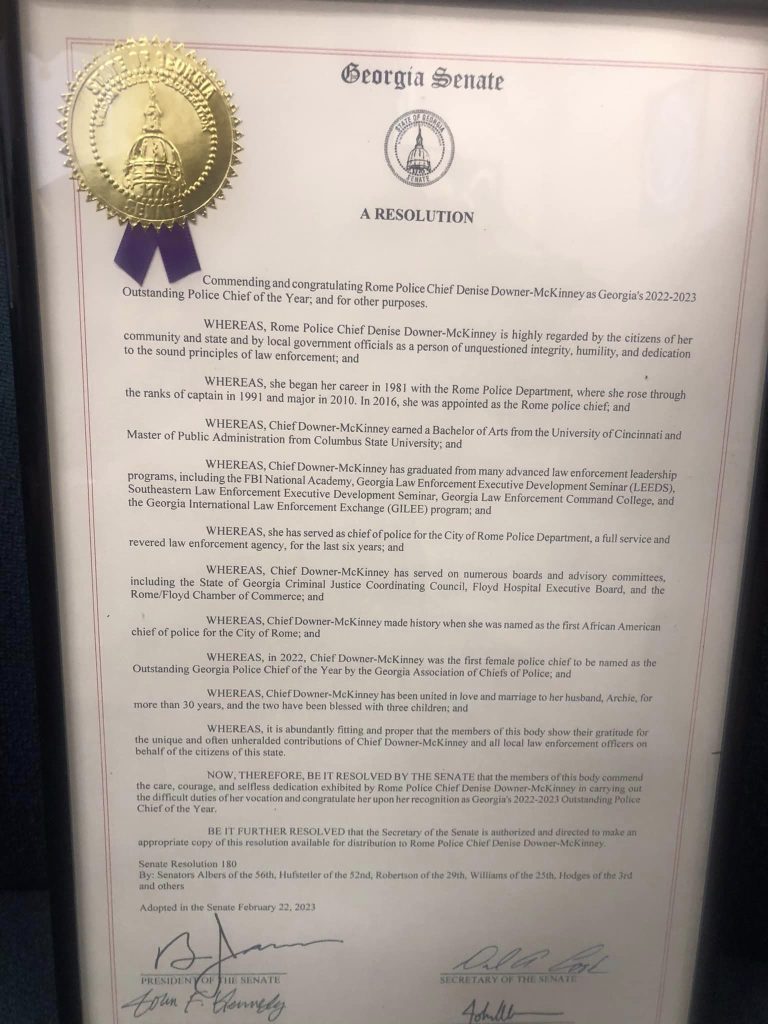 Georgia Senate
STATE OF GEORGIA
STATE OF GEORGIA
1776
SENATE
SENATE
A RESOLUTION
Commending and congratulating Rome Police Chief Denise Downer-McKinney as Georgia's 2022-2023
Outstanding Police Chief of the Year; and for other purposes.
WHEREAS, Rome Police Chief Denise Downer-McKinney is highly regarded by the citizens of her
community and state and by local government officials as a person of unquestioned integrity, humility, and dedication
to the sound principles of law enforcement; and
WHEREAS, she began her career in 1981 with the Rome Police Department, where she rose through
the ranks of captain in 1991 and major in 2010. In 2016, she was appointed as the Rome police chief; and
WHEREAS, Chief Downer-McKinney earned a Bachelor of Arts from the University of Cincinnati and
Master of Public Administration from Columbus State University; and
WHEREAS, Chief Downer-McKinney has graduated from many advanced law enforcement leadership
programs, including the FBI National Academy, Georgia Law Enforcement Executive Development Seminar (LEEDS),
Southeastern Law Enforcement Executive Development Seminar, Georgia Law Enforcement Command College, and
the Georgia International Law Enforcement Exchange (GILEE) program; and
WHEREAS, she has served as chief of police for the City of Rome Police Department, a full service and
revered law enforcement agency, for the last six years; and
WHEREAS, Chief Downer-McKinney has served on numerous boards and advisory committees,
including the State of Georgia Criminal Justice Coordinating Council, Floyd Hospital Executive Board, and the
Rome/Floyd Chamber of Commerce; and
WHEREAS, Chief Downer-McKinney made history when she was named as the first African American
chief of police for the City of Rome; and
WHEREAS, in 2022, Chief Downer-McKinney was the first female police chief to be named as the
Outstanding Georgia Police Chief of the Year by the Georgia Association of Chiefs of Police; and
WHEREAS, Chief Downer-McKinney has been united in love and marriage to her husband, Archie, for
more than 30 years, and the two have been blessed with three children; and
WHEREAS, it is abundantly fitting and proper that the members of this body show their gratitude for
the unique and often unheralded contributions of Chief Downer-McKinney and all local law enforcement officers on
behalf of the citizens of this state.
NOW, THEREFORE, BE IT RESOLVED BY THE SENATE that the members of this body commend
the care, courage, and selfless dedication exhibited by Rome Police Chief Denise Downer-McKinney in carrying out
the difficult duties of her vocation and congratulate her upon her recognition as Georgia's 2022-2023 Outstanding Police
Chief of the Year.
BE IT FURTHER RESOLVED that the Secretary of the Senate is authorized and directed to make an
appropriate copy of this resolution available for distribution to Rome Police Chief Denise Downer-McKinney.
Senate Resolution 180
By: Senators Albers of the 56th, Hufstetler of the 52nd, Robertson of the 29th, Williams of the 25th, Hodges of the 3rd
and others
Adopted in the Senate February 22, 2023
PRESIDENT OF THE SENATE
SECRETARY OF THE SENATE
John F. Kennedy